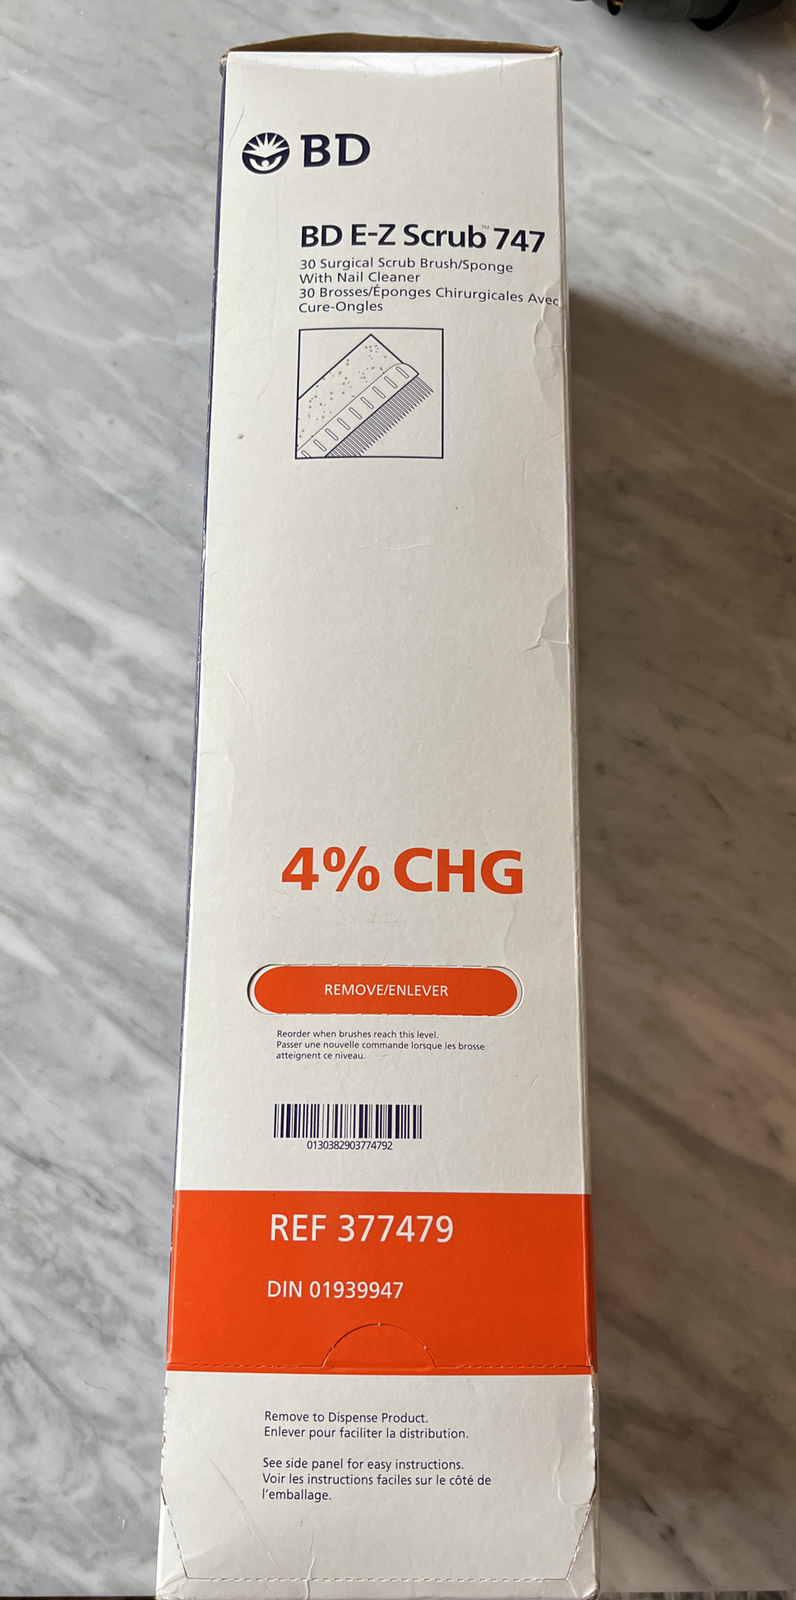 BD
BD E-Z Scrub™ 747
30 Surgical Scrub Brush/Sponge
With Nail Cleaner
30 Brosses/Éponges Chirurgicales Avec
Cure-Ongles
4% CHG
REMOVE/ENLEVER
Reorder when brushes reach this level.
Passer une nouvelle commande lorsque les brosse
atteignent ce niveau.
0130382903774792
REF 377479
DIN 01939947
Remove to Dispense Product.
Enlever pour faciliter la distribution.
See side panel for easy instructions.
Voir les instructions faciles sur le côté de
l'emballage.